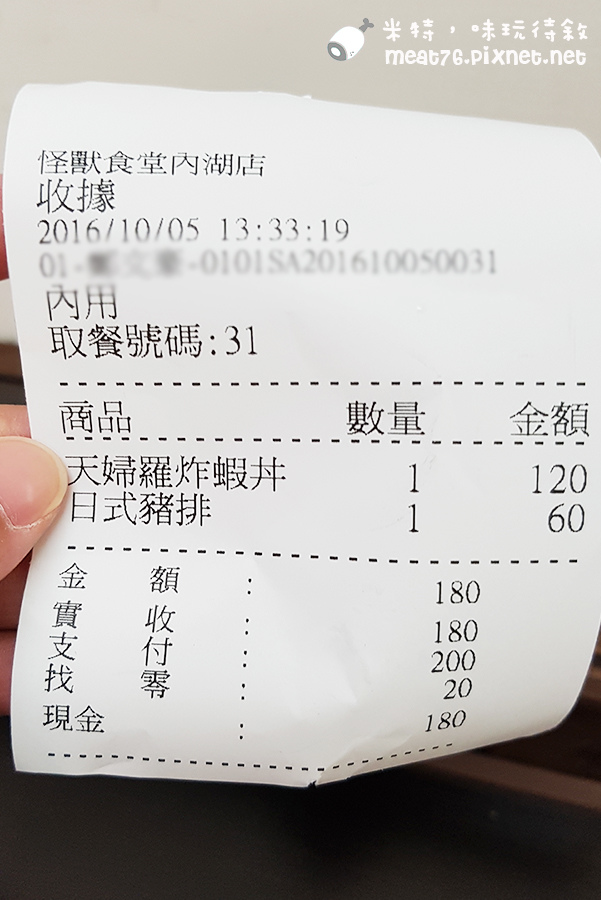 米特，味玩待敘
meat76.pixnet.net
怪獸食堂內湖店
收據
2016/10/05 13:33:19
01- -0101SA201610050031
內用
取餐號碼:31
商品 數量 金額
天婦羅炸蝦丼 1 120
日式豬排 1 60
金額 : 180
實收 : 180
支付 : 200
找零 : 20
現金 : 180